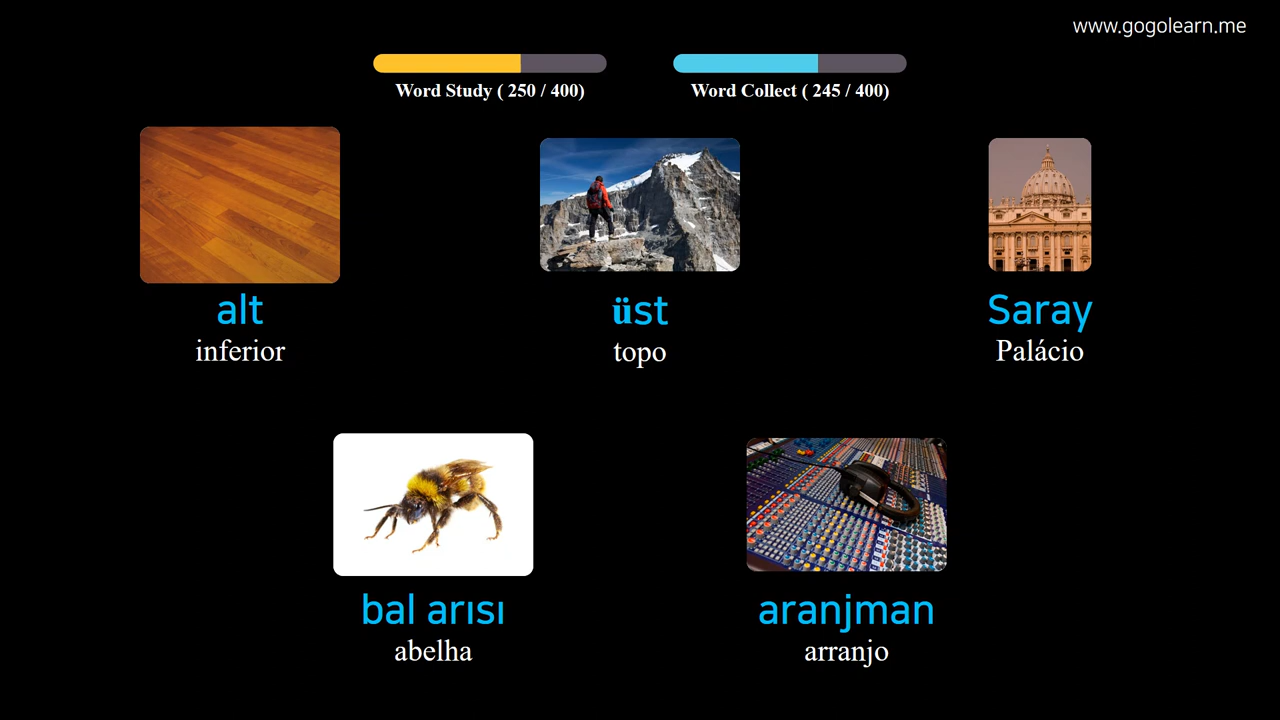 www.gogolearn.me
Word Study ( 250 / 400)
Word Collect ( 245 / 400)
alt
inferior
üst
topo
Saray
Palácio
bal arısı
abelha
aranjman
arranjo